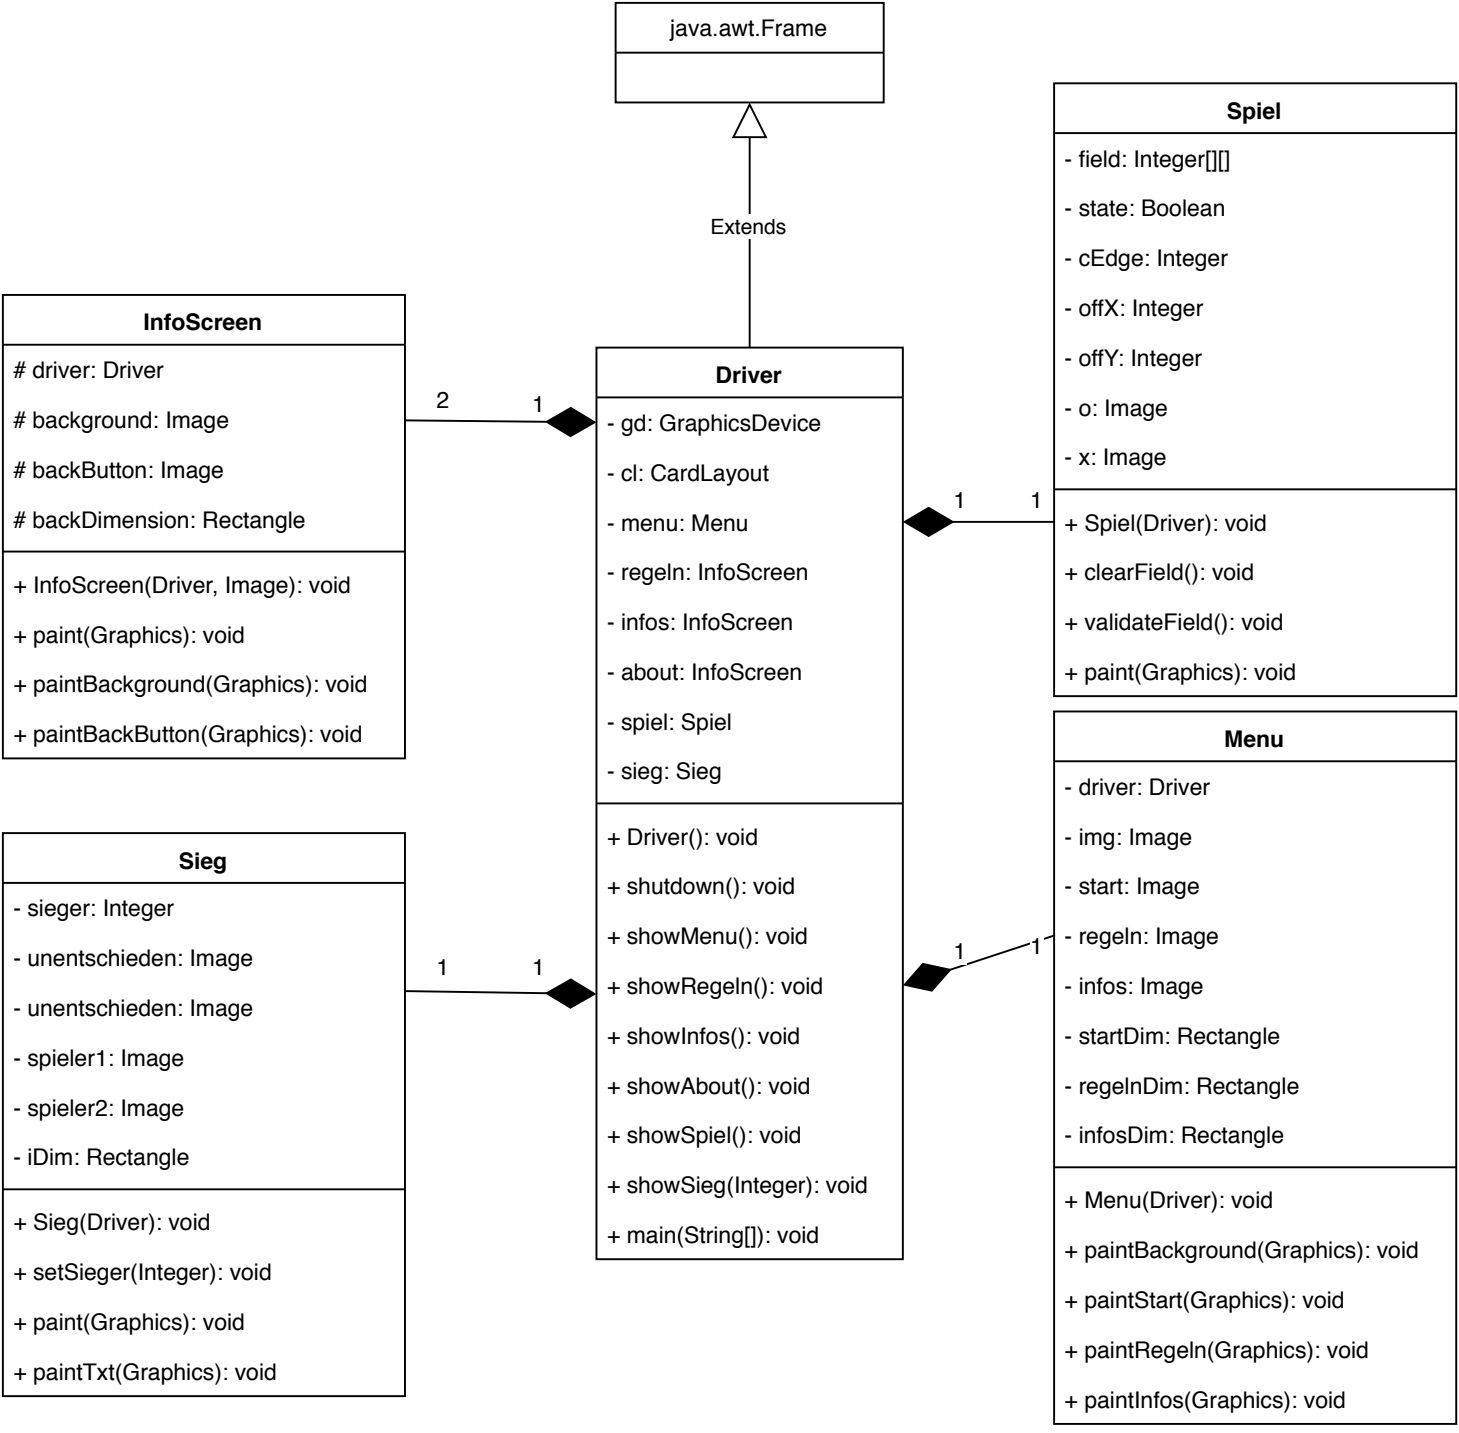 java.awt.Frame
Extends
InfoScreen
# driver: Driver
# background: Image
# backButton: Image
# backDimension: Rectangle
+ InfoScreen(Driver, Image): void
+ paint(Graphics): void
+ paintBackground(Graphics): void
+ paintBackButton(Graphics): void
2
1
Sieg
- sieger: Integer
- unentschieden: Image
- unentschieden: Image
- spieler1: Image
- spieler2: Image
- iDim: Rectangle
+ Sieg(Driver): void
+ setSieger(Integer): void
+ paint(Graphics): void
+ paintTxt(Graphics): void
1
1
Driver
- gd: GraphicsDevice
- cl: CardLayout
- menu: Menu
- regeln: InfoScreen
- infos: InfoScreen
- about: InfoScreen
- spiel: Spiel
- sieg: Sieg
+ Driver(): void
+ shutdown(): void
+ showMenu(): void
+ showRegeln(): void
+ showInfos(): void
+ showAbout(): void
+ showSpiel(): void
+ showSieg(Integer): void
+ main(String[]): void
1
1
Spiel
- field: Integer[][]
- state: Boolean
- cEdge: Integer
- offX: Integer
- offY: Integer
- o: Image
- x: Image
+ Spiel(Driver): void
+ clearField(): void
+ validateField(): void
+ paint(Graphics): void
1
1
Menu
- driver: Driver
- img: Image
- start: Image
- regeln: Image
- infos: Image
- startDim: Rectangle
- regelnDim: Rectangle
- infosDim: Rectangle
+ Menu(Driver): void
+ paintBackground(Graphics): void
+ paintStart(Graphics): void
+ paintRegeln(Graphics): void
+ paintInfos(Graphics): void